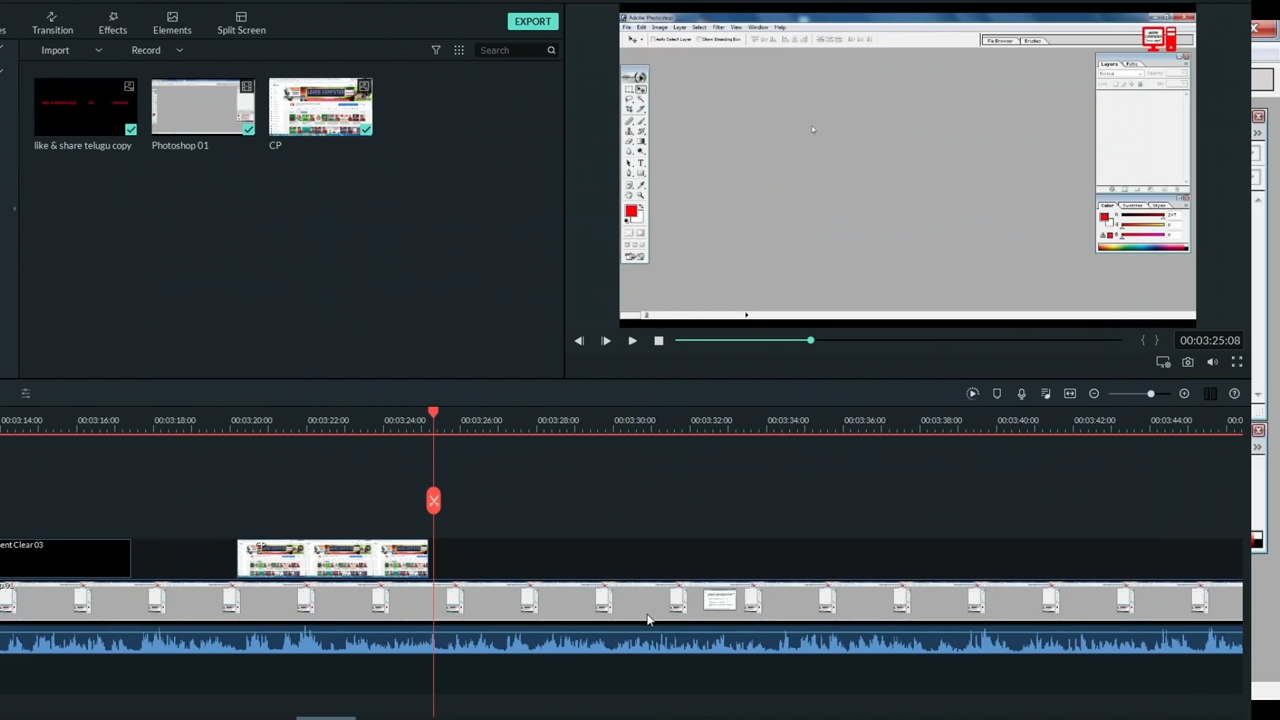 Transition Effects Elements Split Screen EXPORT
Import Search
like & share telugu copy Photoshop 01 CP
Adobe Photoshop
File Edit Image Layer Select Filter View Window Help
Auto Select Layer Show Bounding Box File Browser Brushes
Layers Paths
Normal
Color Swatches Styles
R 247
G 0
B 0
00:03:25:08
00:03:14:00 00:03:16:00 00:03:18:00 00:03:20:00 00:03:22:00 00:03:24:00 00:03:26:00 00:03:28:00 00:03:30:00 00:03:32:00 00:03:34:00 00:03:36:00 00:03:38:00 00:03:40:00 00:03:42:00 00:03:44:00 00:0
ent Clear 03